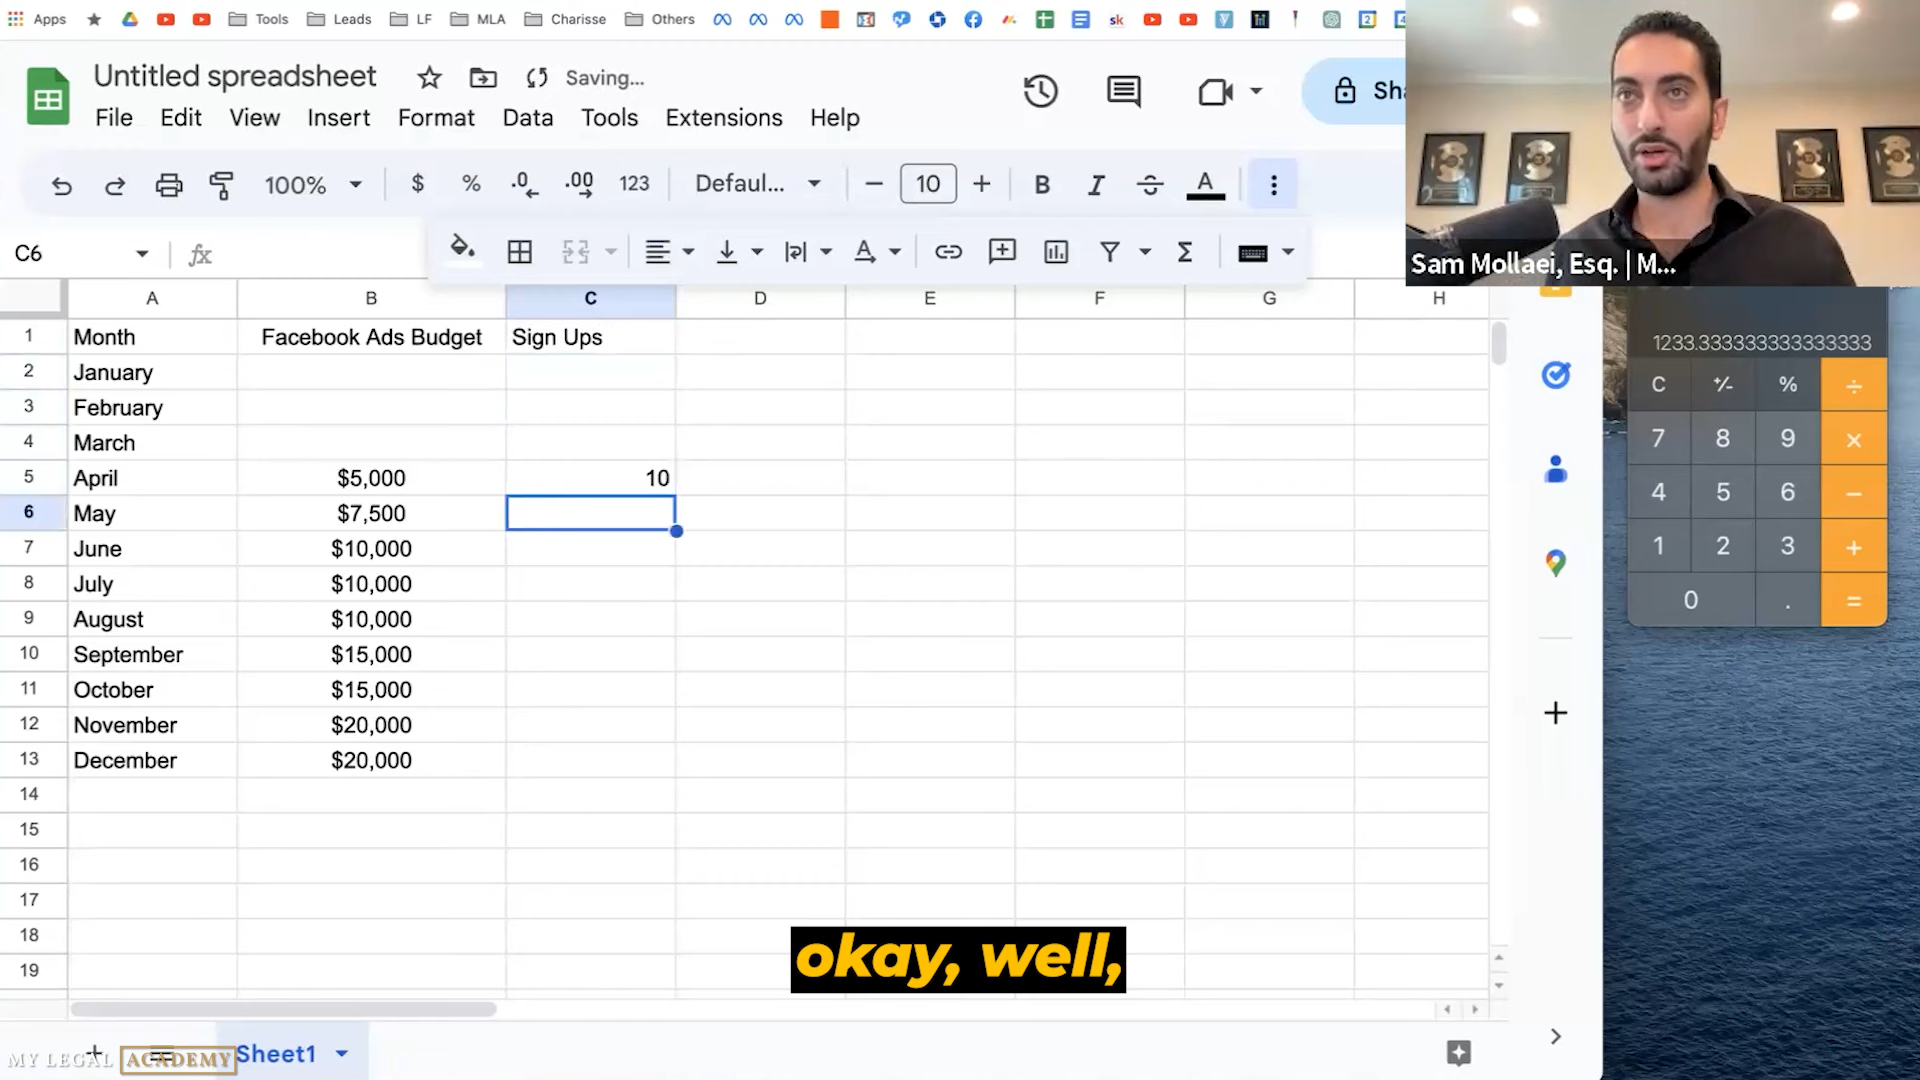 Apps Tools Leads LF MLA Charisse Others
Untitled spreadsheet Saving...
File Edit View Insert Format Data Tools Extensions Help
100% $ % .0 .00 123 Defaul... 10 B I S A
C6 fx
Sam Mollaei, Esq. | M...
A B C D E F G H
1 Month Facebook Ads Budget Sign Ups
2 January
3 February
4 March
5 April $5,000 10
6 May $7,500
7 June $10,000
8 July $10,000
9 August $10,000
10 September $15,000
11 October $15,000
12 November $20,000
13 December $20,000
14
15
16
17
18
19
1233.333333333333333
C +/- % ÷
7 8 9 ×
4 5 6 −
1 2 3 +
0 . =
okay, well,
Sheet1
MY LEGAL ACADEMY